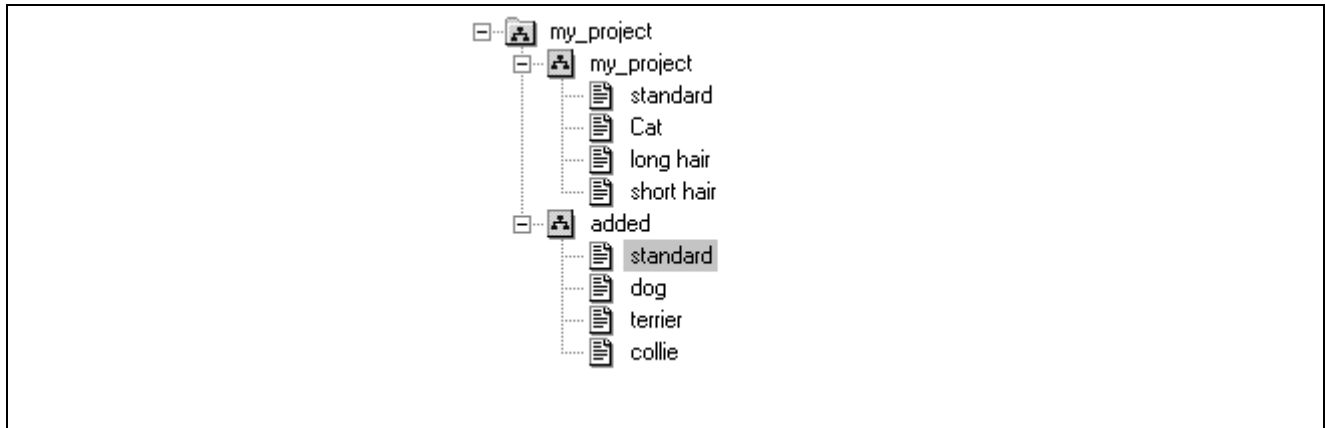 my_project
my_project
standard
Cat
long hair
short hair
added
standard
dog
terrier
collie